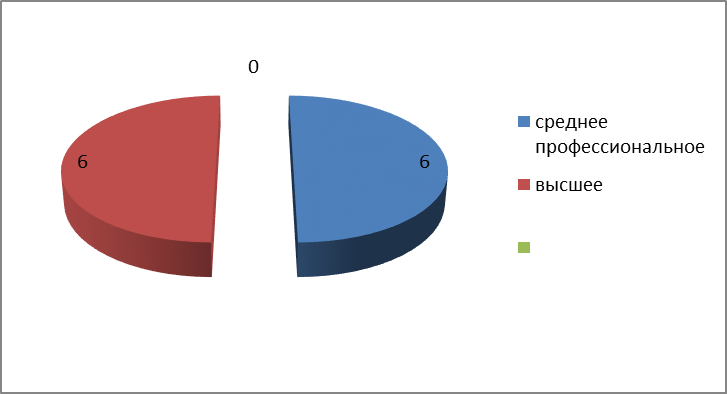 0
6
6
среднее
профессиональное
высшее